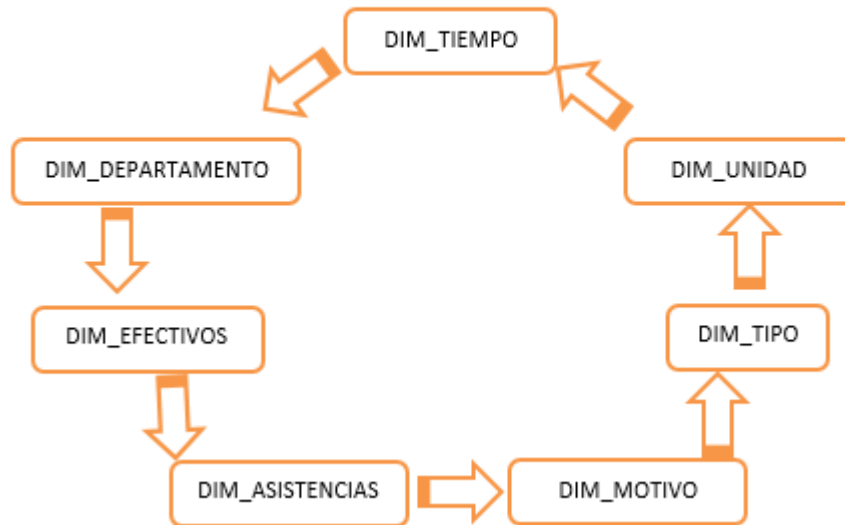 DIM_TIEMPO
DIM_DEPARTAMENTO
DIM_UNIDAD
DIM_EFECTIVOS
DIM_TIPO
DIM_ASISTENCIAS
DIM_MOTIVO